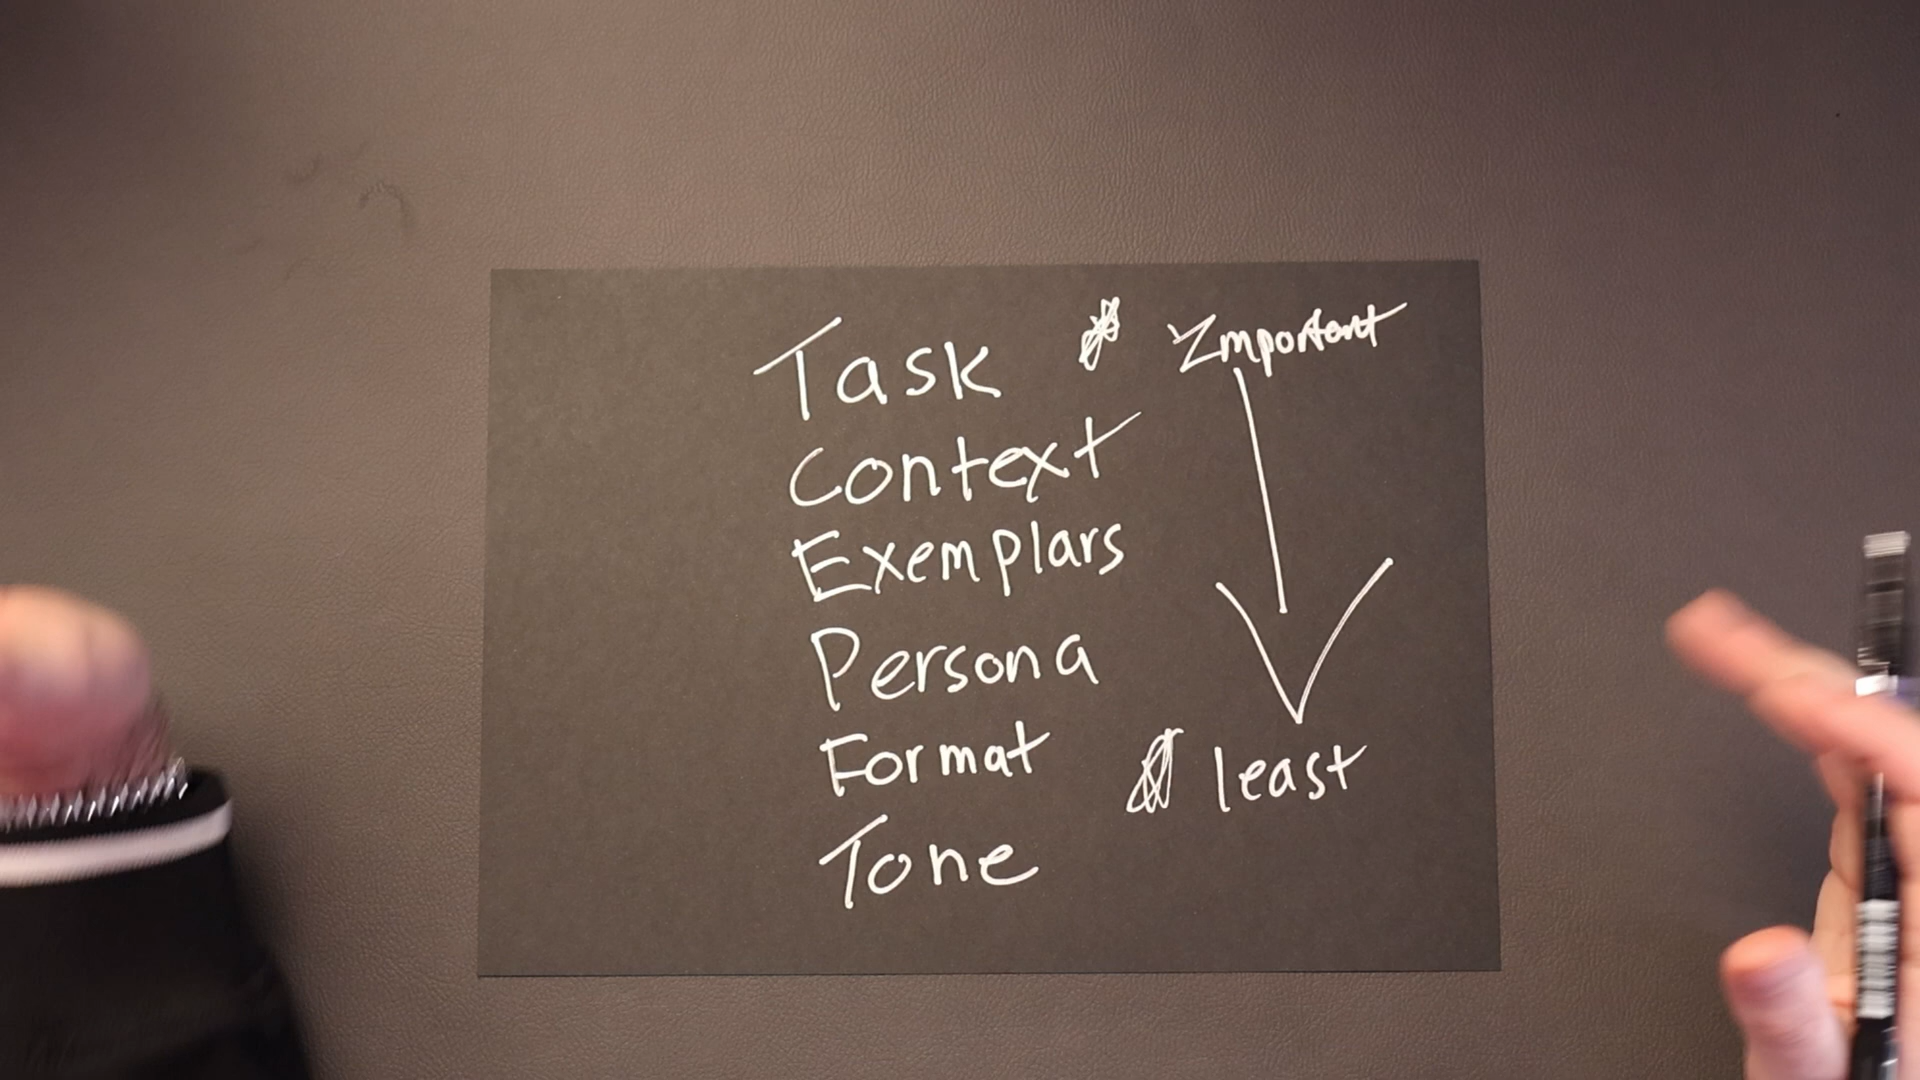 Task Important
Context
Exemplars
Persona
Format least
Tone